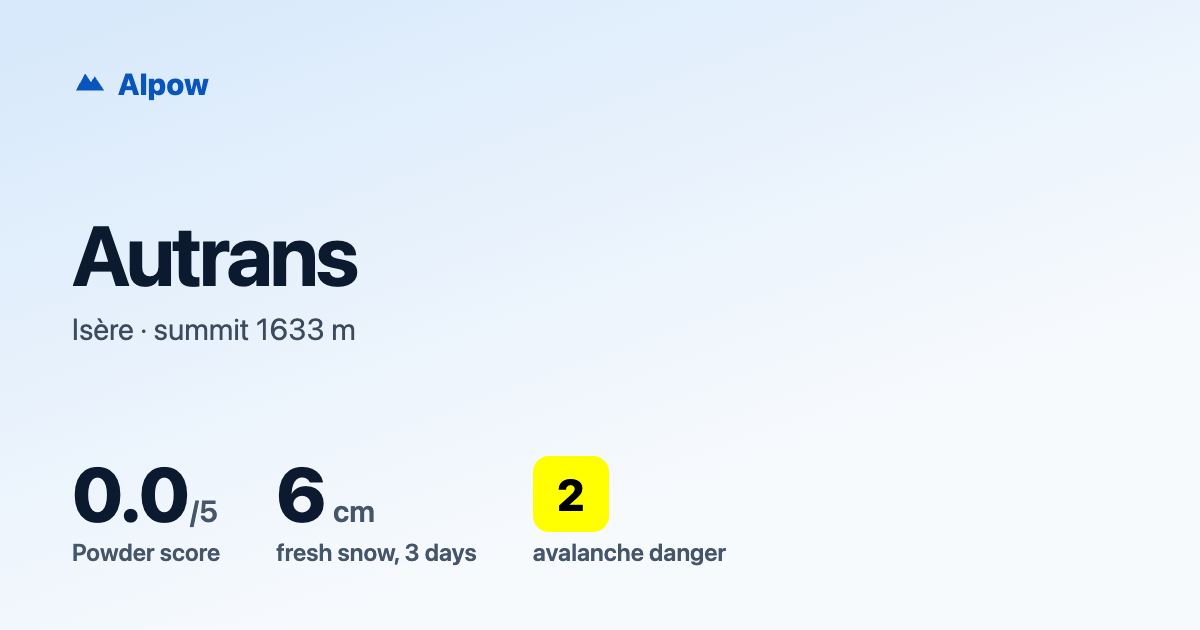 Alpow
Autrans
Isère · summit 1633 m
0.0/5
Powder score
6 cm
fresh snow, 3 days
2
avalanche danger